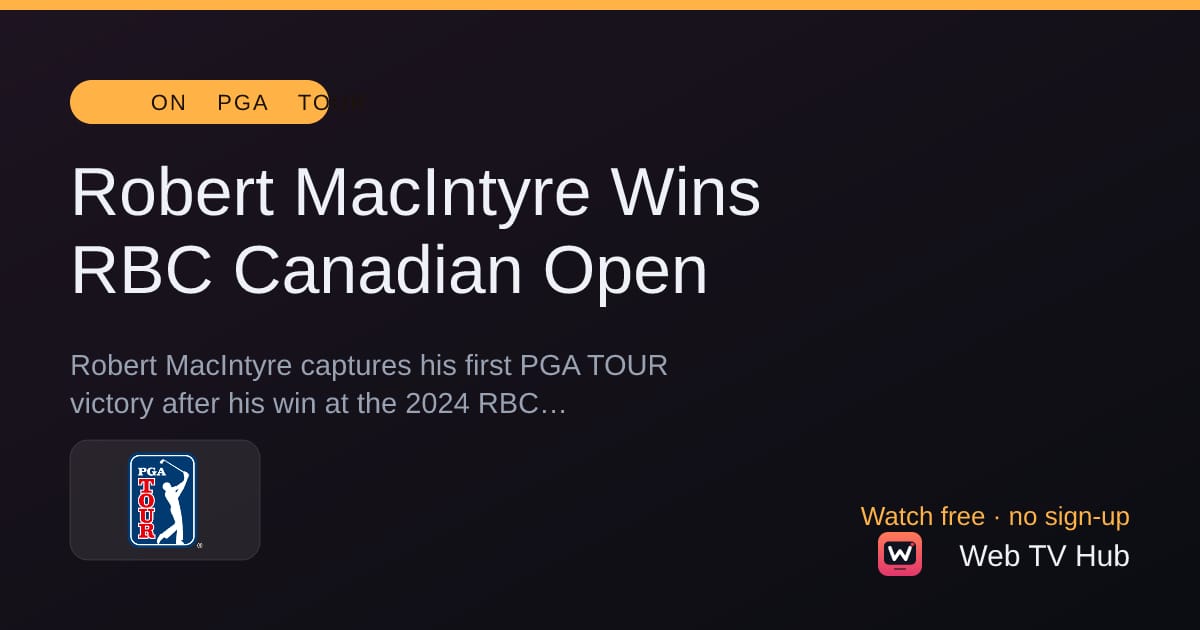 ON PGA TOUR
Robert MacIntyre Wins
RBC Canadian Open
Robert MacIntyre captures his first PGA TOUR
victory after his win at the 2024 RBC…
PGA
TOUR
®
Watch free · no sign-up
W
Web TV Hub